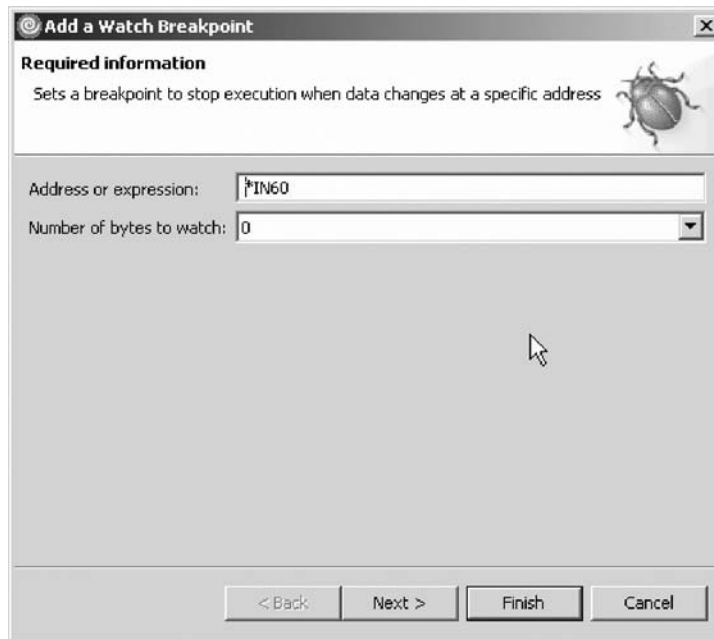 Add a Watch Breakpoint
Required information
Sets a breakpoint to stop execution when data changes at a specific address
Address or expression: *IN60
Number of bytes to watch: 0
< Back Next > Finish Cancel